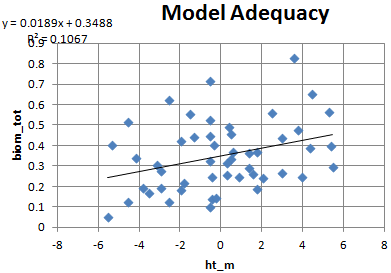 Model Adequacy
y = 0.0189x + 0.3488
R² = 0.1067
0.9
0.8
0.7
0.6
0.5
0.4
0.3
0.2
0.1
0
biom_tot
-8 -6 -4 -2 0 2 4 6 8
ht_m